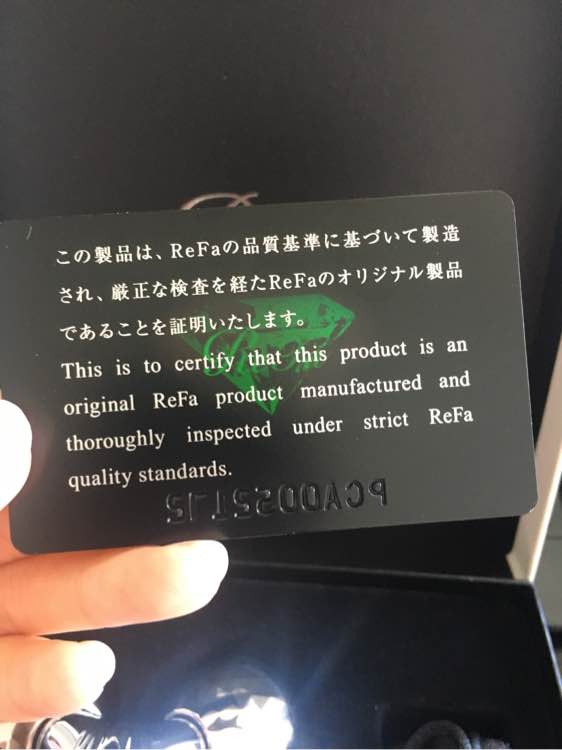 この製品は、ReFaの品質基準に基づいて製造
され、厳正な検査を経たReFaのオリジナル製品
であることを証明いたします。
This is to certify that this product is an
original ReFa product manufactured and
thoroughly inspected under strict ReFa
quality standards.